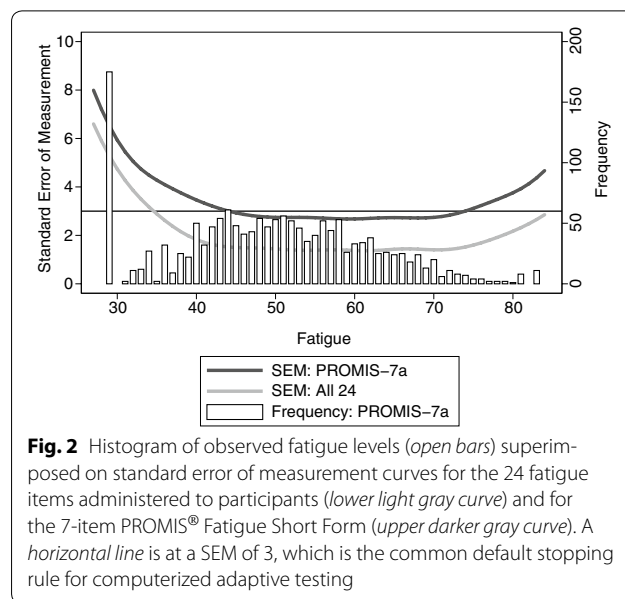 10
8
6
4
2
0
Standard Error of Measurement
200
150
100
50
0
Frequency
30 40 50 60 70 80
Fatigue
SEM: PROMIS−7a
SEM: All 24
Frequency: PROMIS−7a
Fig. 2 Histogram of observed fatigue levels (open bars) superim-
posed on standard error of measurement curves for the 24 fatigue
items administered to participants (lower light gray curve) and for
the 7-item PROMIS® Fatigue Short Form (upper darker gray curve). A
horizontal line is at a SEM of 3, which is the common default stopping
rule for computerized adaptive testing